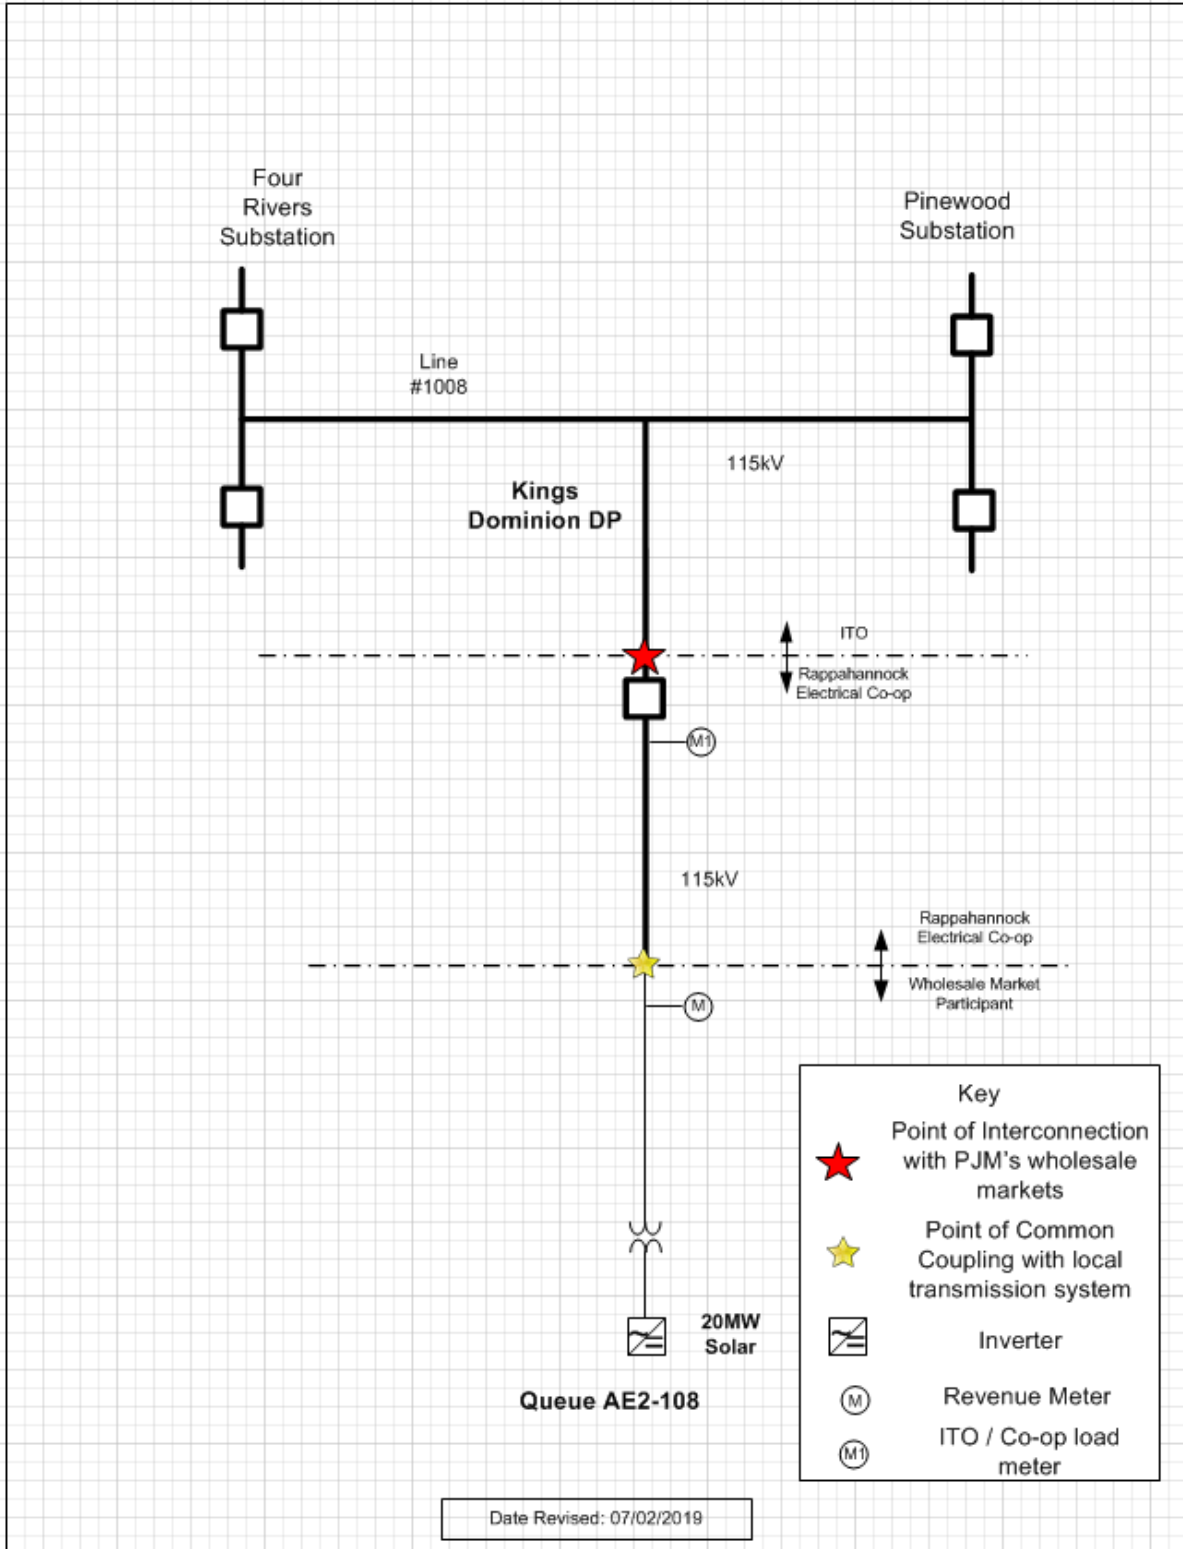 Four
Rivers
Substation
Pinewood
Substation
Line
#1008
115kV
Kings
Dominion DP
ITO
Rappahannock
Electrical Co-op
M1
115kV
Rappahannock
Electrical Co-op
Wholesale Market
Participant
M
20MW
Solar
Queue AE2-108
Key
Point of Interconnection
with PJM's wholesale
markets
Point of Common
Coupling with local
transmission system
Inverter
M
Revenue Meter
ITO / Co-op load
M1
meter
Date Revised: 07/02/2019